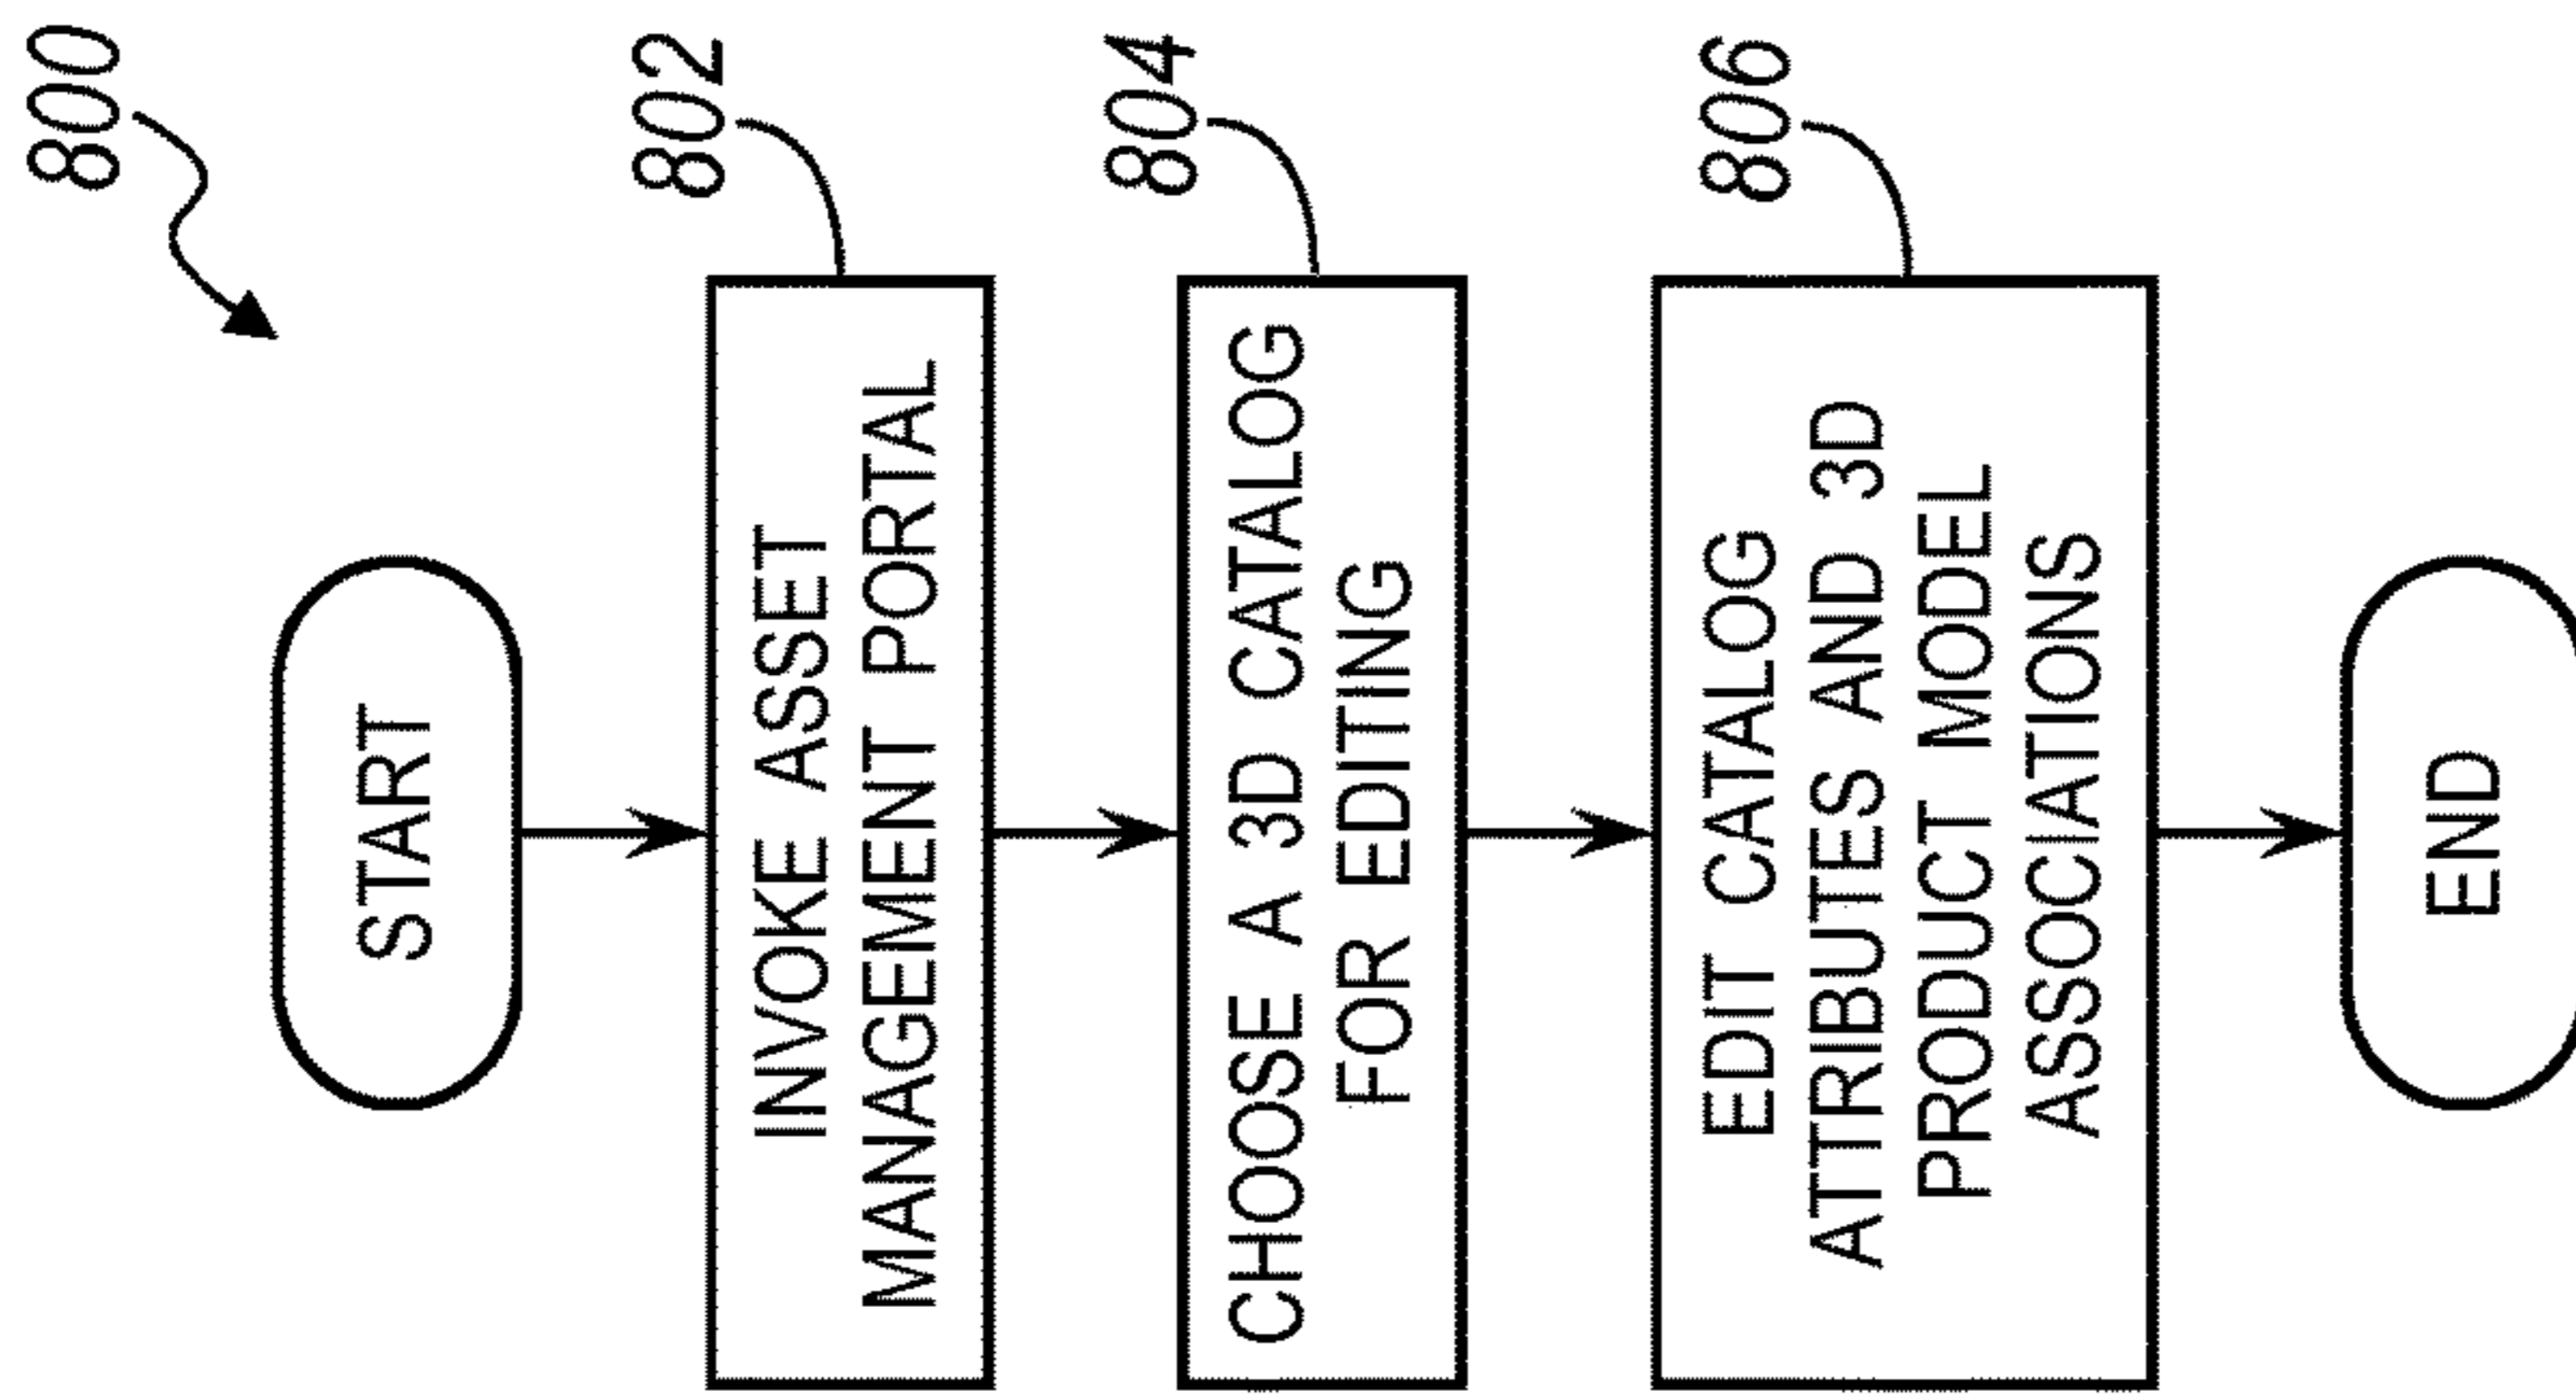 800
START
802
INVOKE ASSET
MANAGEMENT PORTAL
804
CHOOSE A 3D CATALOG
FOR EDITING
806
EDIT CATALOG
ATTRIBUTES AND 3D
PRODUCT MODEL
ASSOCIATIONS
END